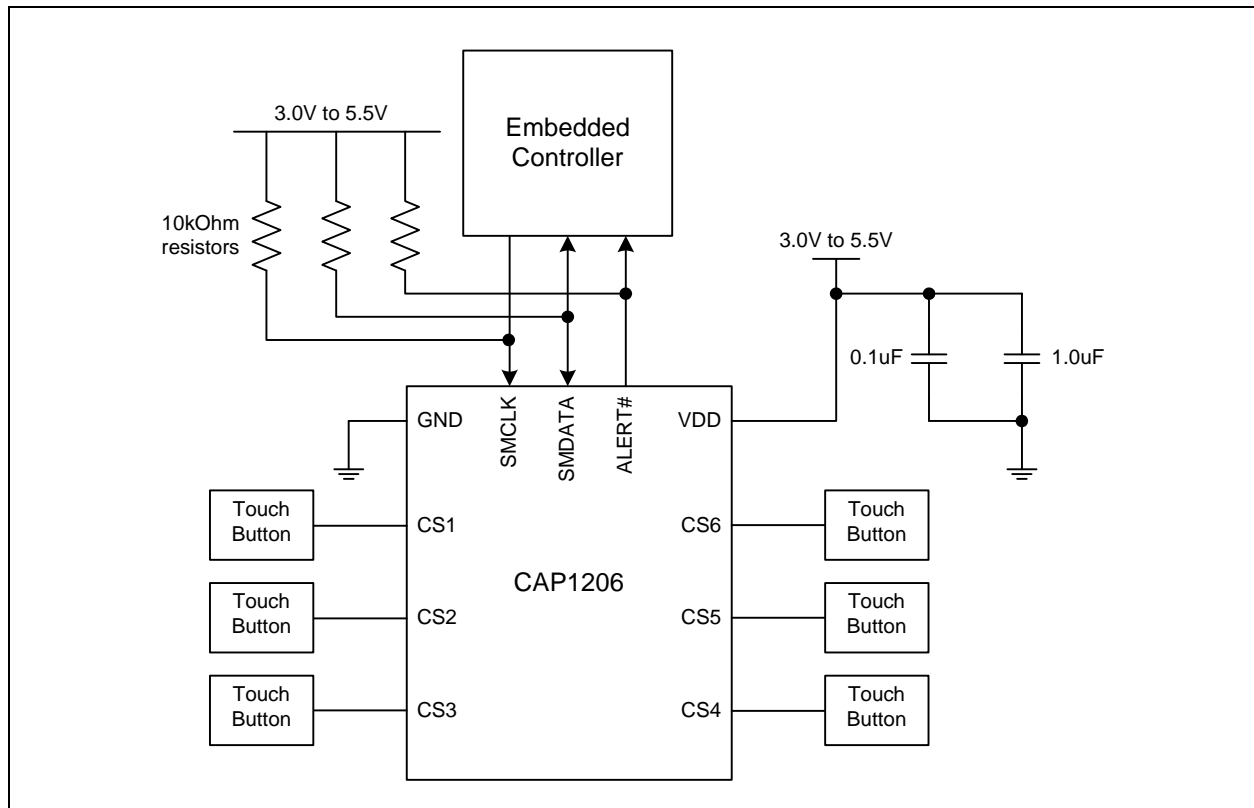 3.0V to 5.5V
Embedded
Controller
10kOhm
resistors
3.0V to 5.5V
0.1uF
1.0uF
GND
SMCLK
SMDATA
ALERT#
VDD
Touch
Button
CS1
CS6
Touch
Button
CAP1206
Touch
Button
CS2
CS5
Touch
Button
Touch
Button
CS3
CS4
Touch
Button